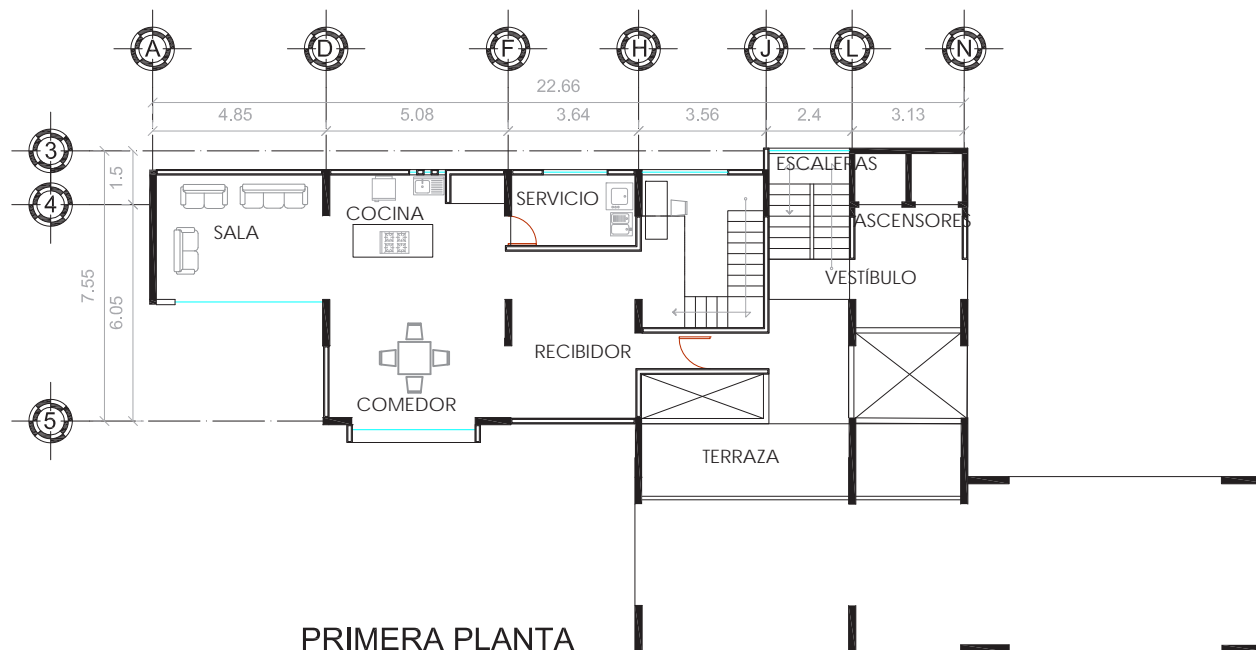 A D F H J L N
22.66
4.85 5.08 3.64 3.56 2.4 3.13
3
1.5
ESCALERAS
4
COCINA
SERVICIO
ASCENSORES
SALA
VESTÍBULO
7.55
6.05
RECIBIDOR
COMEDOR
5
TERRAZA
PRIMERA PLANTA